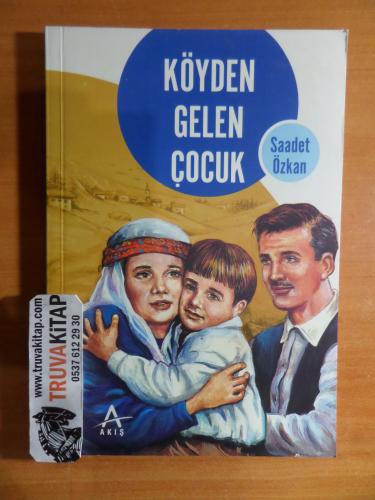 KÖYDEN
GELEN
ÇOCUK
Saadet
Özkan
AKIŞ
www.truvakitap.com
TRUVAKİTAP
0537 612 29 30